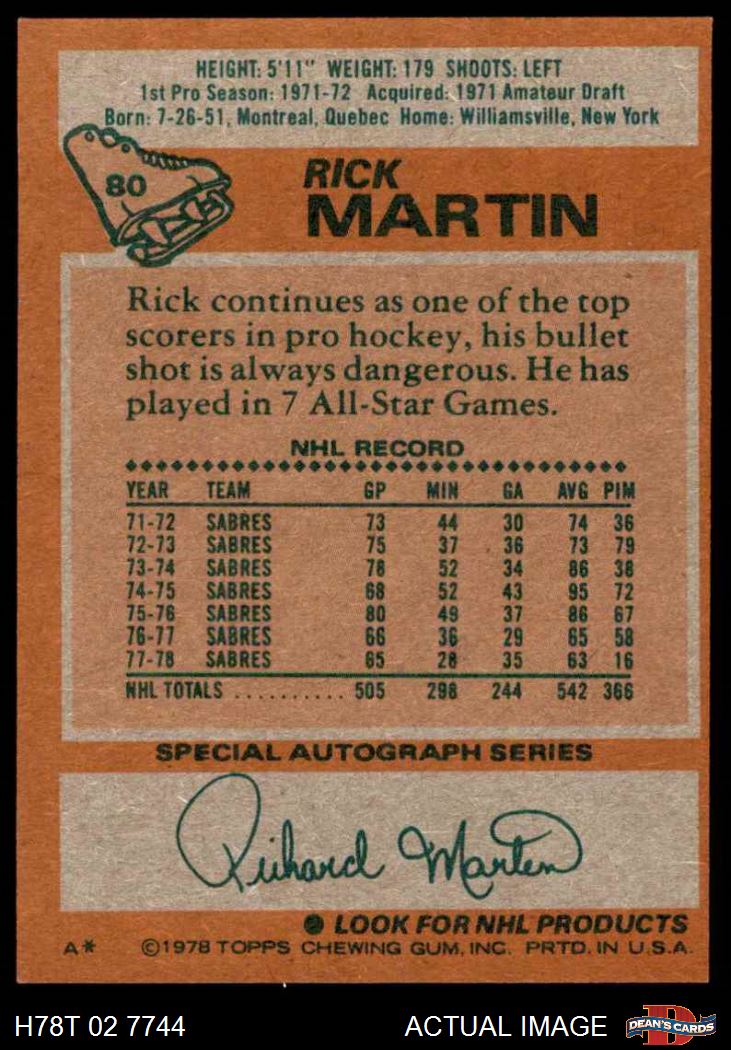 HEIGHT: 5'11" WEIGHT: 179 SHOOTS: LEFT
1st Pro Season: 1971-72 Acquired: 1971 Amateur Draft
Born: 7-26-51, Montreal, Quebec Home: Williamsville, New York
80
RICK
MARTIN
Rick continues as one of the top
scorers in pro hockey, his bullet
shot is always dangerous. He has
played in 7 All-Star Games.
NHL RECORD
YEAR TEAM GP MIN GA AVG PIM
71-72 SABRES 73 44 30 74 36
72-73 SABRES 75 37 36 73 79
73-74 SABRES 78 52 34 86 38
74-75 SABRES 68 52 43 95 72
75-76 SABRES 80 49 37 86 67
76-77 SABRES 66 36 29 65 58
77-78 SABRES 65 28 35 63 16
NHL TOTALS .......... 505 298 244 542 366
SPECIAL AUTOGRAPH SERIES
Richard Martin
LOOK FOR NHL PRODUCTS
A* ©1978 TOPPS CHEWING GUM, INC. PRTD. IN U.S.A.
H78T 02 7744 ACTUAL IMAGE D DEAN'S CARDS